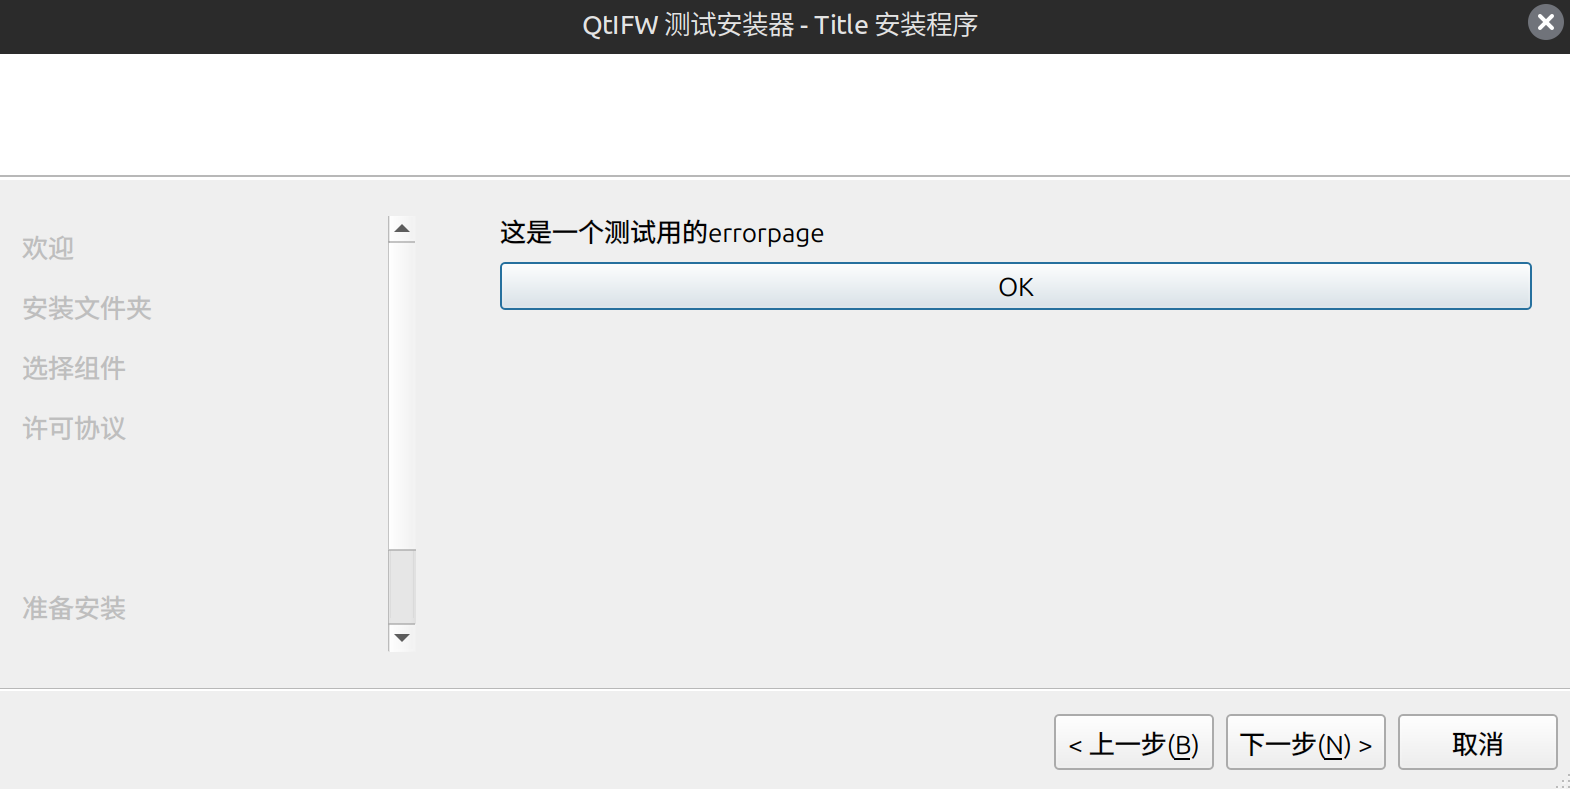 QtIFW 测试安装器 - Title 安装程序
欢迎
安装文件夹
选择组件
许可协议
准备安装
这是一个测试用的errorpage
OK
< 上一步(B)
下一步(N) >
取消